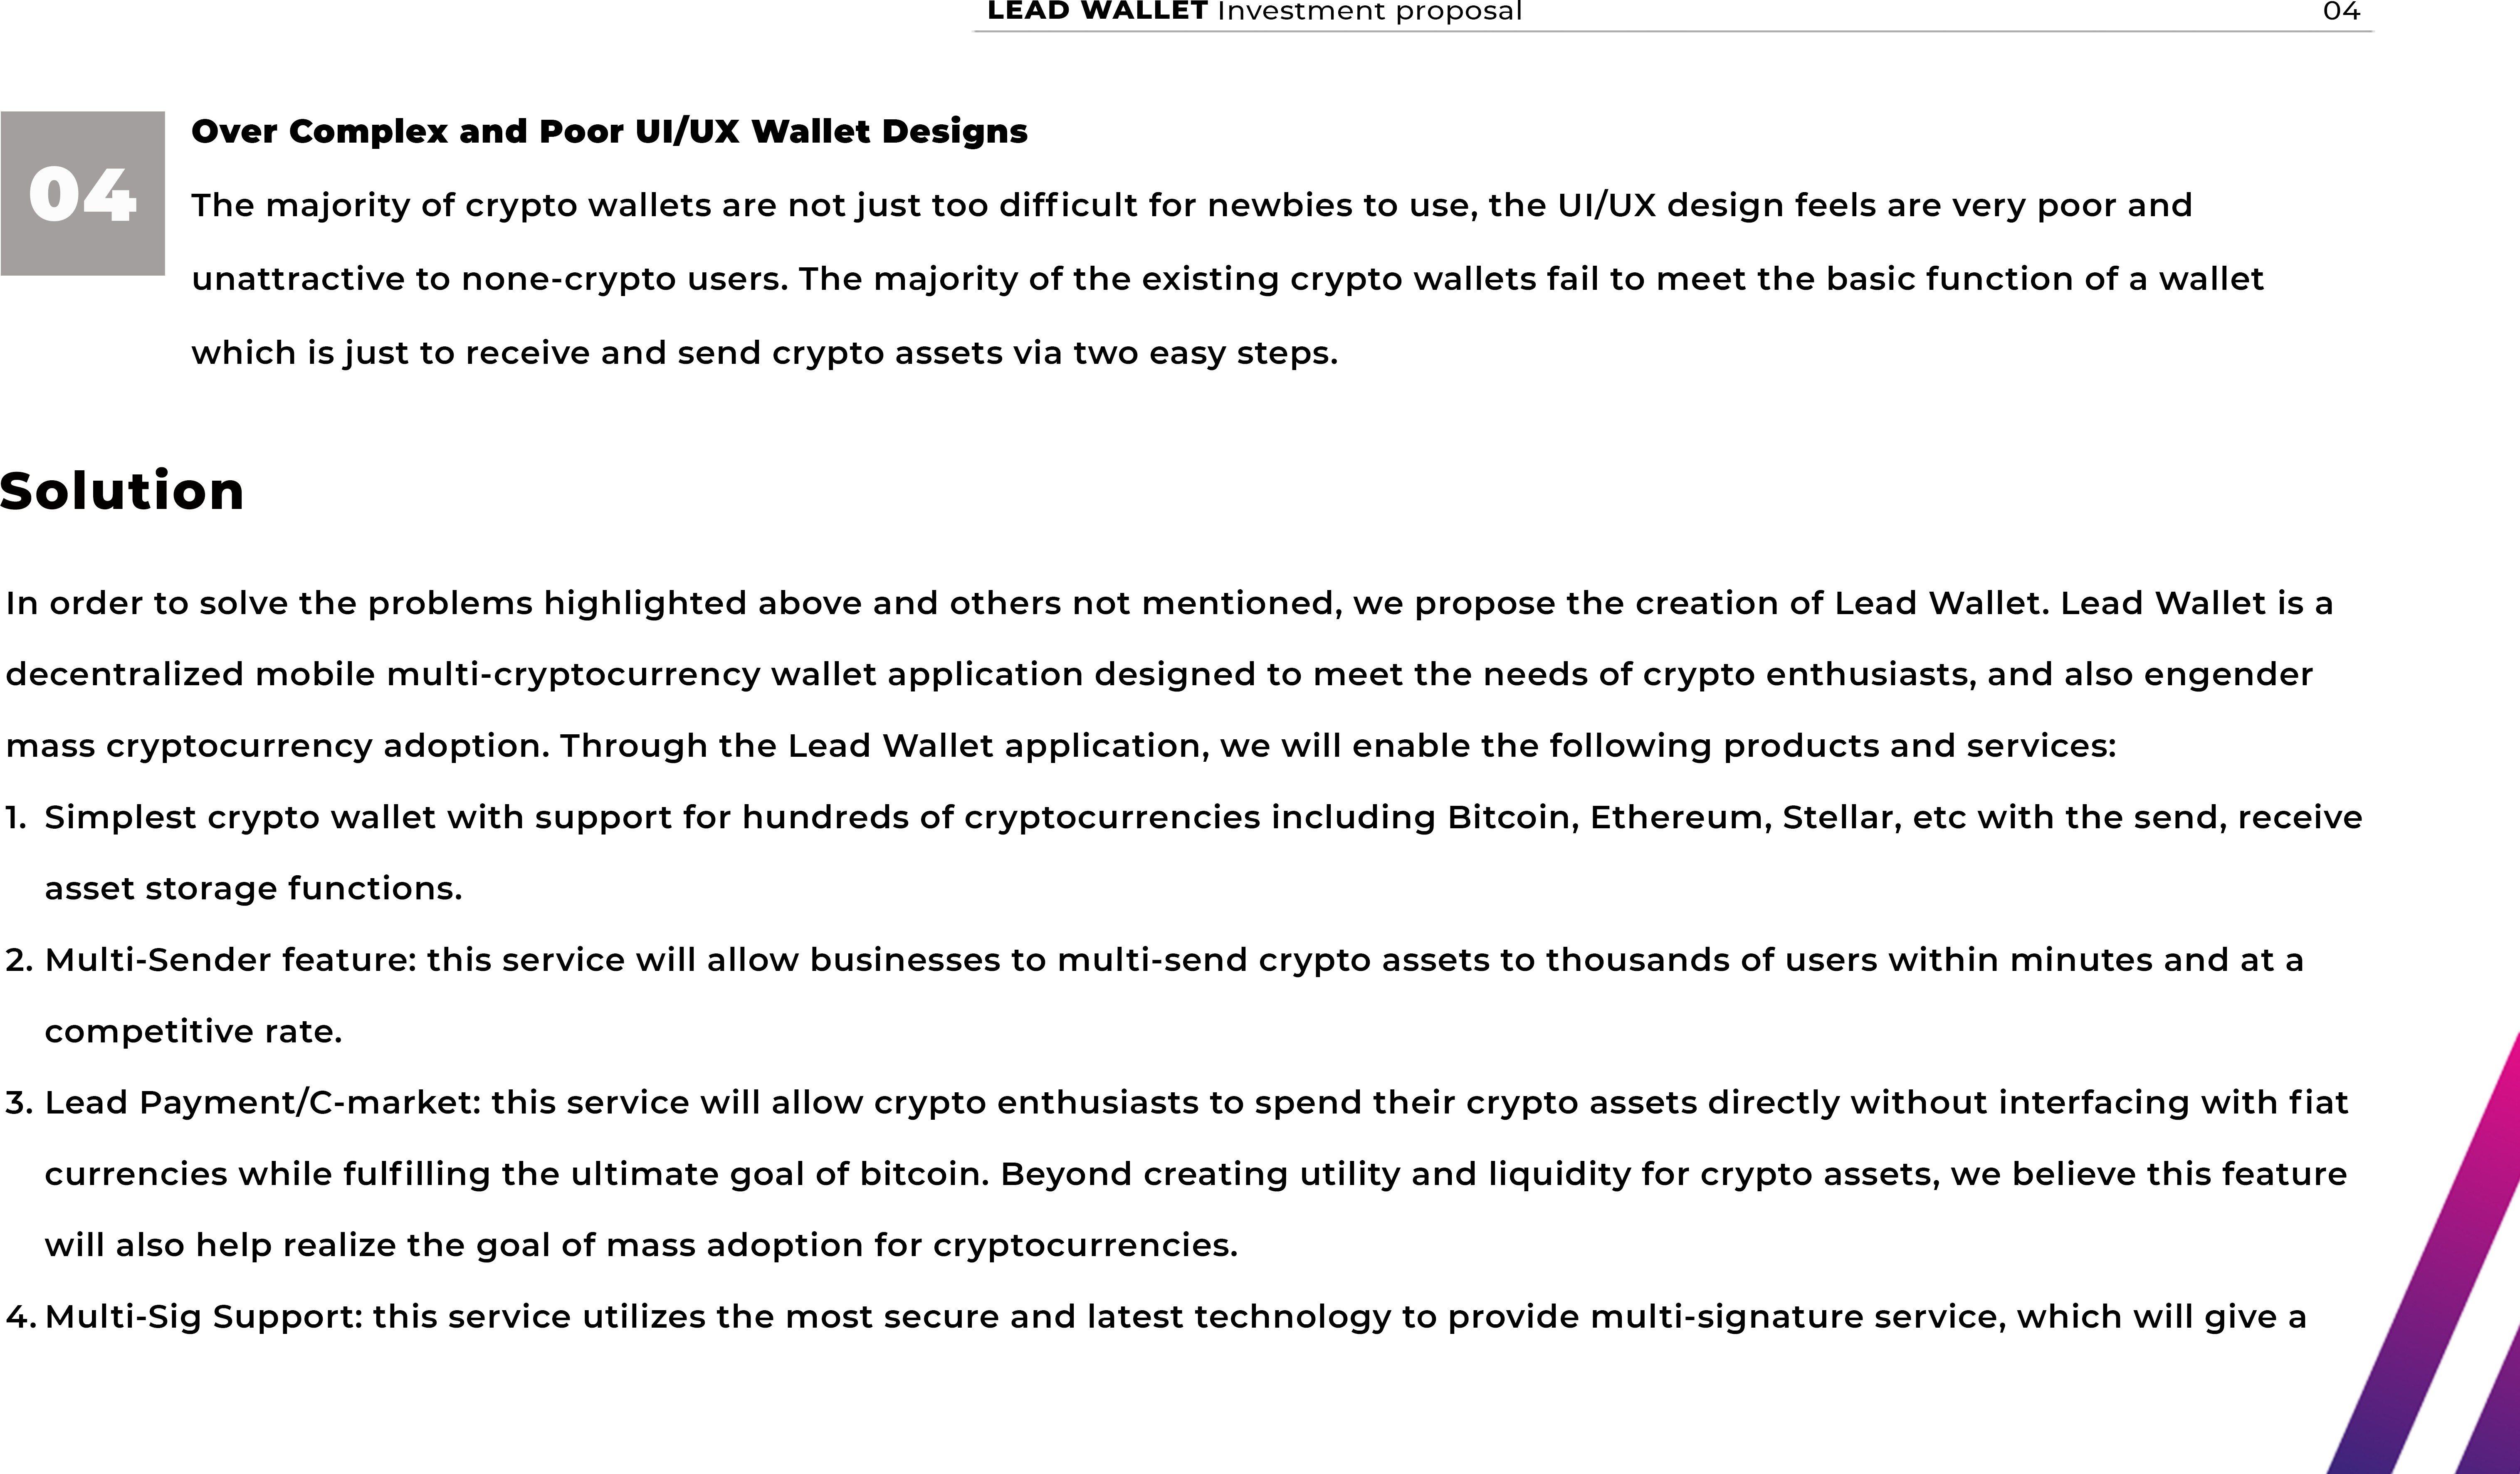 LEAD WALLET Investment proposal 04
04
Over Complex and Poor UI/UX Wallet Designs
The majority of crypto wallets are not just too difficult for newbies to use, the UI/UX design feels are very poor and
unattractive to none-crypto users. The majority of the existing crypto wallets fail to meet the basic function of a wallet
which is just to receive and send crypto assets via two easy steps.
Solution
In order to solve the problems highlighted above and others not mentioned, we propose the creation of Lead Wallet. Lead Wallet is a
decentralized mobile multi-cryptocurrency wallet application designed to meet the needs of crypto enthusiasts, and also engender
mass cryptocurrency adoption. Through the Lead Wallet application, we will enable the following products and services:
1. Simplest crypto wallet with support for hundreds of cryptocurrencies including Bitcoin, Ethereum, Stellar, etc with the send, receive
asset storage functions.
2. Multi-Sender feature: this service will allow businesses to multi-send crypto assets to thousands of users within minutes and at a
competitive rate.
3. Lead Payment/C-market: this service will allow crypto enthusiasts to spend their crypto assets directly without interfacing with fiat
currencies while fulfilling the ultimate goal of bitcoin. Beyond creating utility and liquidity for crypto assets, we believe this feature
will also help realize the goal of mass adoption for cryptocurrencies.
4. Multi-Sig Support: this service utilizes the most secure and latest technology to provide multi-signature service, which will give a